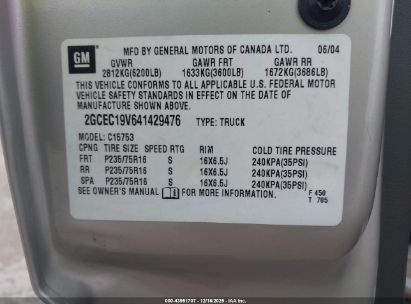 GM
MFD BY GENERAL MOTORS OF CANADA LTD. 06/04
GVWR GAWR FRT GAWR RR
2812KG(6200LB) 1633KG(3600LB) 1672KG(3686LB)
THIS VEHICLE CONFORMS TO ALL APPLICABLE U.S. FEDERAL MOTOR
VEHICLE SAFETY STANDARDS IN EFFECT ON THE DATE OF
MANUFACTURE SHOWN ABOVE.
2GCEC19V641429476 TYPE: TRUCK
MODEL: C15753
CPNG TIRE SIZE SPEED RTG RIM COLD TIRE PRESSURE
FRT P235/75R16 S 16X6.5J 240KPA(35PSI)
RR P235/75R16 S 16X6.5J 240KPA(35PSI)
SPA P235/75R16 S 16X6.5J 240KPA(35PSI)
SEE OWNER'S MANUAL FOR MORE INFORMATION.
F 450
T 705